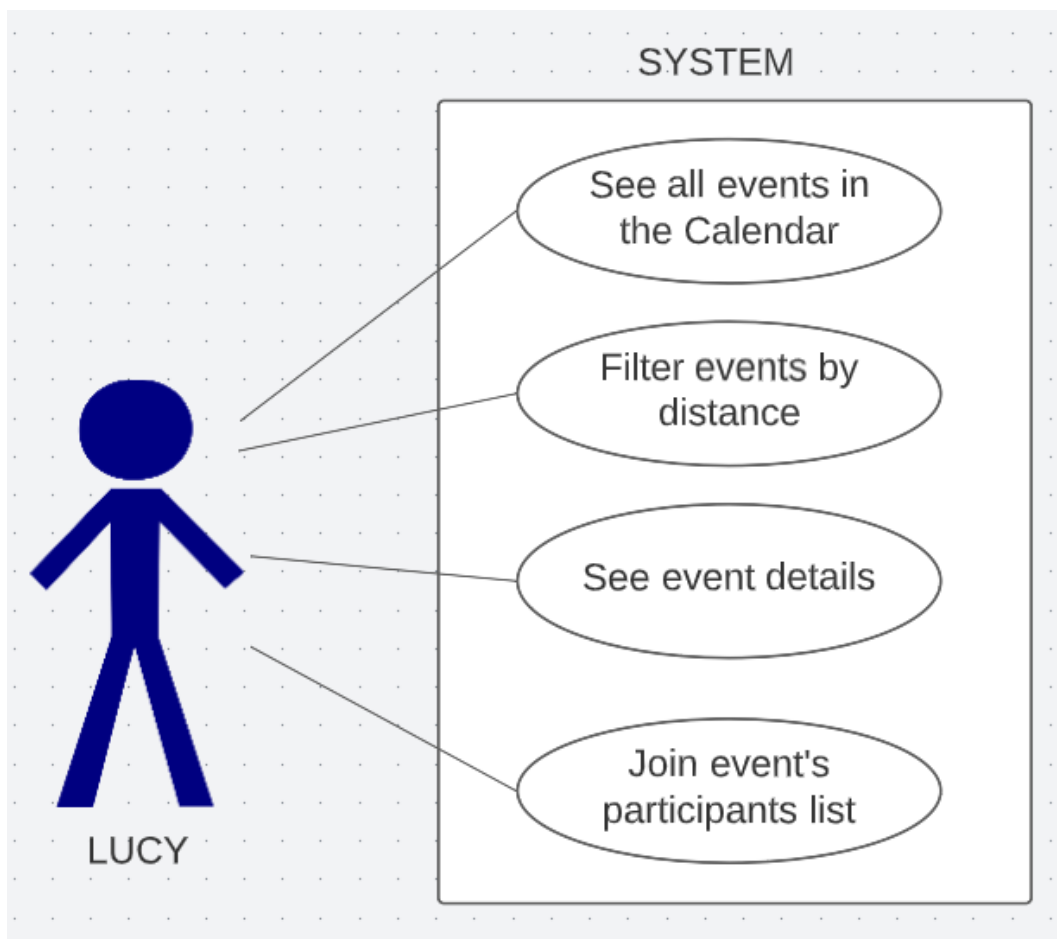 SYSTEM
See all events in
the Calendar
Filter events by
distance
See event details
Join event's
participants list
LUCY